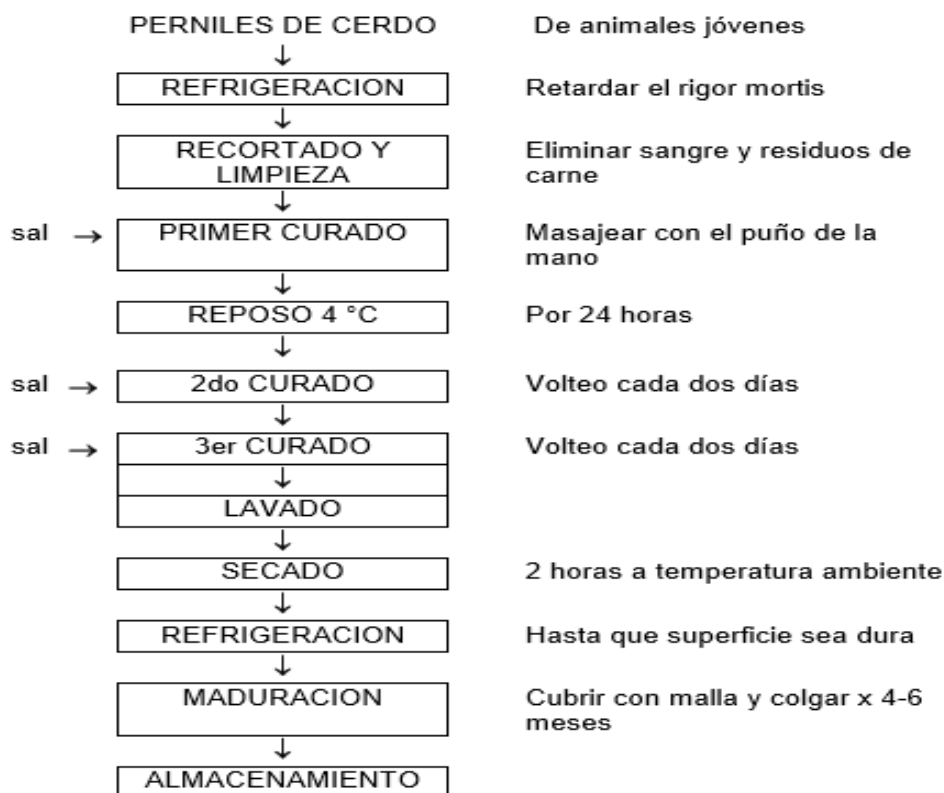 PERNILES DE CERDO De animales jóvenes
↓
REFRIGERACION Retardar el rigor mortis
↓
RECORTADO Y Eliminar sangre y residuos de
LIMPIEZA carne
↓
sal → PRIMER CURADO Masajear con el puño de la
mano
↓
REPOSO 4 °C Por 24 horas
↓
sal → 2do CURADO Volteo cada dos días
↓
sal → 3er CURADO Volteo cada dos días
↓
LAVADO
↓
SECADO 2 horas a temperatura ambiente
↓
REFRIGERACION Hasta que superficie sea dura
↓
MADURACION Cubrir con malla y colgar x 4-6
meses
↓
ALMACENAMIENTO